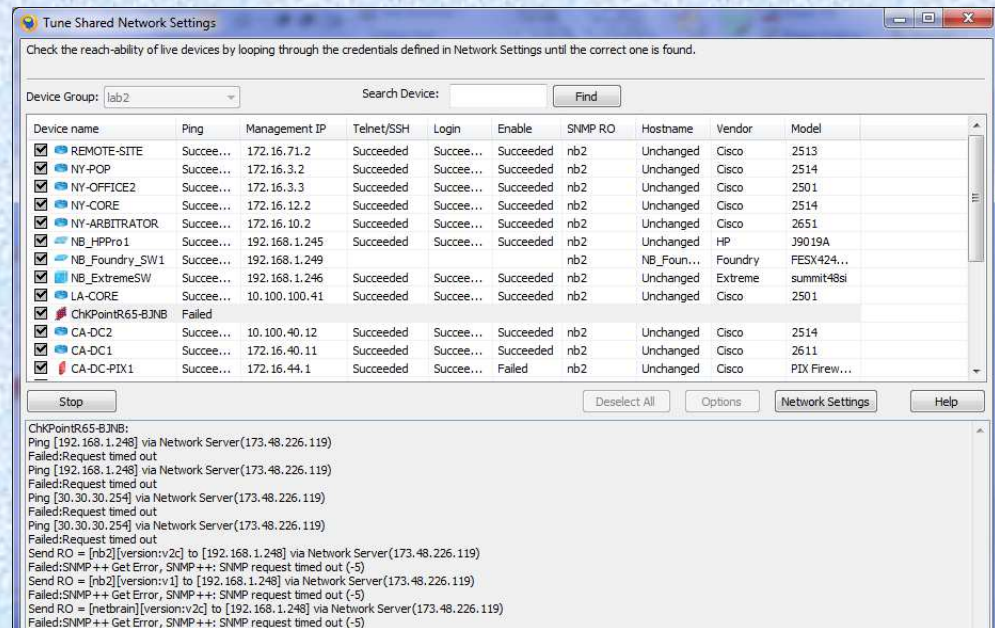 Tune Shared Network Settings
Check the reach-ability of live devices by looping through the credentials defined in Network Settings until the correct one is found.
Device Group: lab2 Search Device: Find
Device name Ping Management IP Telnet/SSH Login Enable SNMP RO Hostname Vendor Model
REMOTE-SITE Succee... 172.16.71.2 Succeeded Succee... Succeeded nb2 Unchanged Cisco 2513
NY-POP Succee... 172.16.3.2 Succeeded Succee... Succeeded nb2 Unchanged Cisco 2514
NY-OFFICE2 Succee... 172.16.3.3 Succeeded Succee... Succeeded nb2 Unchanged Cisco 2501
NY-CORE Succee... 172.16.12.2 Succeeded Succee... Succeeded nb2 Unchanged Cisco 2514
NY-ARBITRATOR Succee... 172.16.10.2 Succeeded Succee... Succeeded nb2 Unchanged Cisco 2651
NB_HPPro1 Succee... 192.168.1.245 Succeeded Succee... Succeeded nb2 Unchanged HP J9019A
NB_Foundry_SW1 Succee... 192.168.1.249 nb2 NB_Foun... Foundry FESX424...
NB_ExtremeSW Succee... 192.168.1.246 Succeeded Succee... Succeeded nb2 Unchanged Extreme summit48si
LA-CORE Succee... 10.100.100.41 Succeeded Succee... Succeeded nb2 Unchanged Cisco 2501
ChKPointR65-BJNB Failed
CA-DC2 Succee... 10.100.40.12 Succeeded Succee... Succeeded nb2 Unchanged Cisco 2514
CA-DC1 Succee... 172.16.40.11 Succeeded Succee... Succeeded nb2 Unchanged Cisco 2611
CA-DC-PIX1 Succee... 172.16.44.1 Succeeded Succee... Failed nb2 Unchanged Cisco PIX Firew...
Stop Deselect All Options Network Settings Help
ChKPointR65-BJNB:
Ping [192.168.1.248] via Network Server(173.48.226.119)
Failed:Request timed out
Ping [192.168.1.248] via Network Server(173.48.226.119)
Failed:Request timed out
Ping [30.30.30.254] via Network Server(173.48.226.119)
Failed:Request timed out
Ping [30.30.30.254] via Network Server(173.48.226.119)
Failed:Request timed out
Send RO = [nb2][version:v2c] to [192.168.1.248] via Network Server(173.48.226.119)
Failed:SNMP++ Get Error, SNMP++: SNMP request timed out (-5)
Send RO = [nb2][version:v1] to [192.168.1.248] via Network Server(173.48.226.119)
Failed:SNMP++ Get Error, SNMP++: SNMP request timed out (-5)
Send RO = [netbrain][version:v2c] to [192.168.1.248] via Network Server(173.48.226.119)
Failed:SNMP++ Get Error, SNMP++: SNMP request timed out (-5)